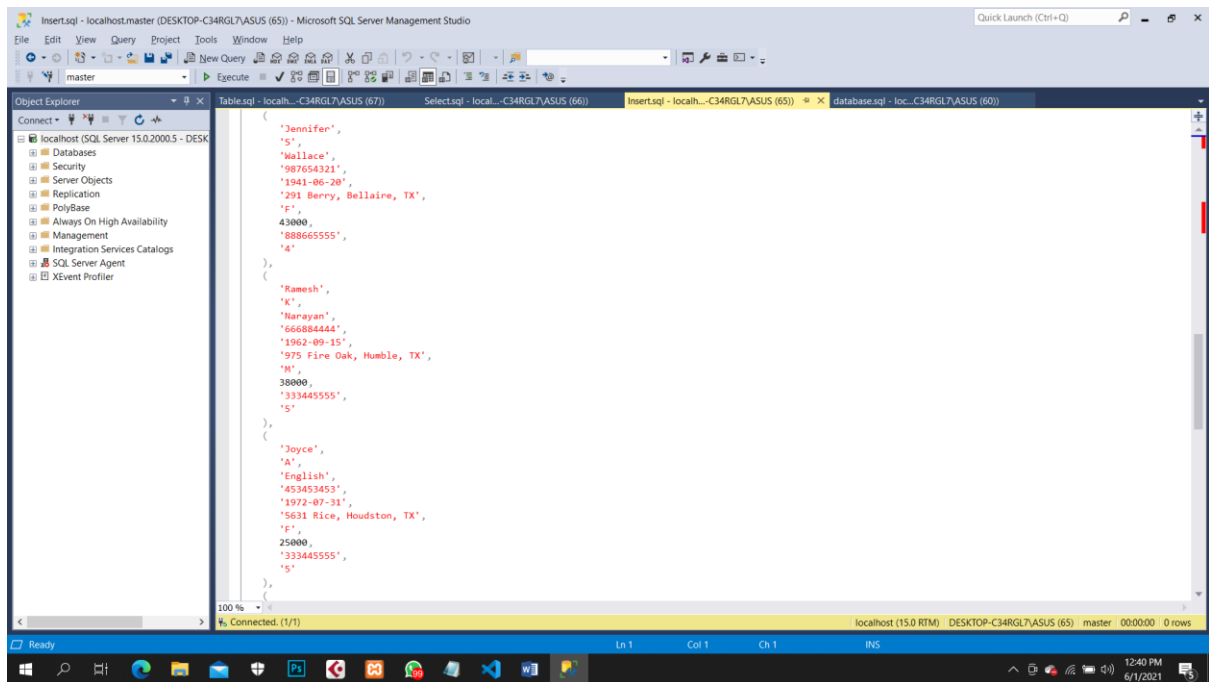 Insert.sql - localhost.master (DESKTOP-C34RGL7\ASUS (65)) - Microsoft SQL Server Management Studio
Quick Launch (Ctrl+Q)
File Edit View Query Project Tools Window Help
New Query
master
Execute
Object Explorer
Table.sql - localh...-C34RGL7\ASUS (67))
Select.sql - local...-C34RGL7\ASUS (66))
Insert.sql - localh...-C34RGL7\ASUS (65))
database.sql - loc...C34RGL7\ASUS (60))
Connect
localhost (SQL Server 15.0.2000.5 - DESK
Databases
Security
Server Objects
Replication
PolyBase
Always On High Availability
Management
Integration Services Catalogs
SQL Server Agent
XEvent Profiler
(
'Jennifer',
'S',
'Wallace',
'987654321',
'1941-06-20',
'291 Berry, Bellaire, TX',
'F',
43000,
'888665555',
'4'
),
(
'Ramesh',
'K',
'Narayan',
'666884444',
'1962-09-15',
'975 Fire Oak, Humble, TX',
'M',
38000,
'333445555',
'5'
),
(
'Joyce',
'A',
'English',
'453453453',
'1972-07-31',
'5631 Rice, Houdston, TX',
'F',
25000,
'333445555',
'5'
),
(
100 %
Connected. (1/1)
localhost (15.0 RTM) DESKTOP-C34RGL7\ASUS (65) master 00:00:00 0 rows
Ready
Ln 1 Col 1 Ch 1 INS
12:40 PM
6/1/2021